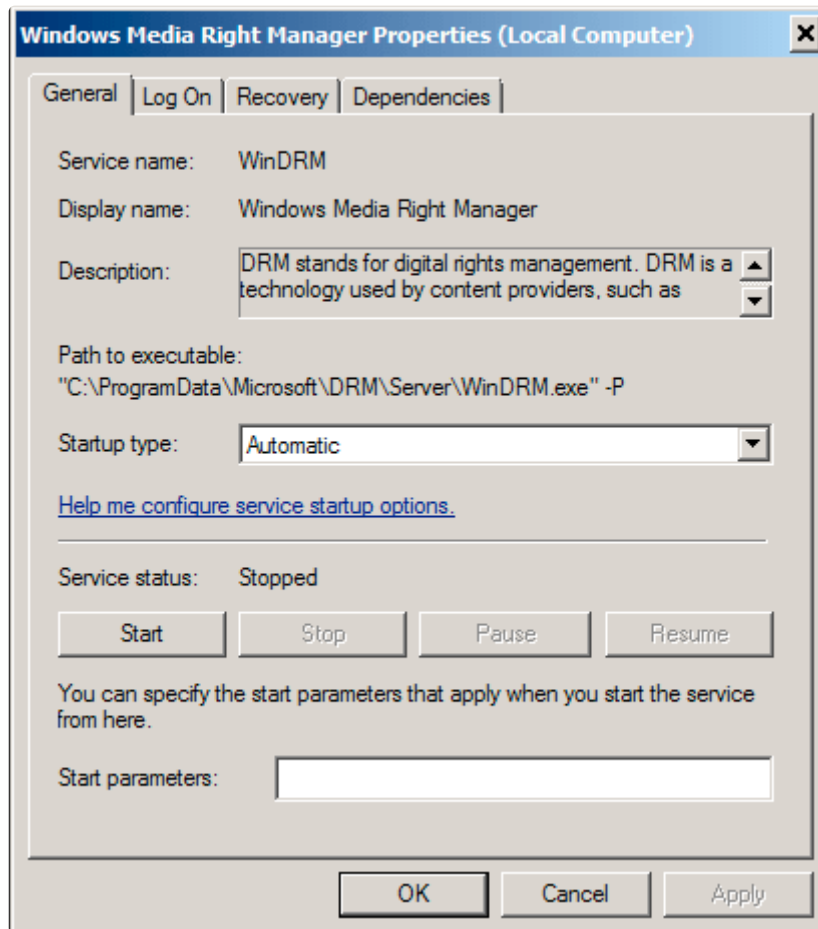 Windows Media Right Manager Properties (Local Computer)
General Log On Recovery Dependencies
Service name: WinDRM
Display name: Windows Media Right Manager
Description: DRM stands for digital rights management. DRM is a
technology used by content providers, such as
Path to executable:
"C:\ProgramData\Microsoft\DRM\Server\WinDRM.exe" -P
Startup type: Automatic
Help me configure service startup options.
Service status: Stopped
Start Stop Pause Resume
You can specify the start parameters that apply when you start the service
from here.
Start parameters:
OK Cancel Apply